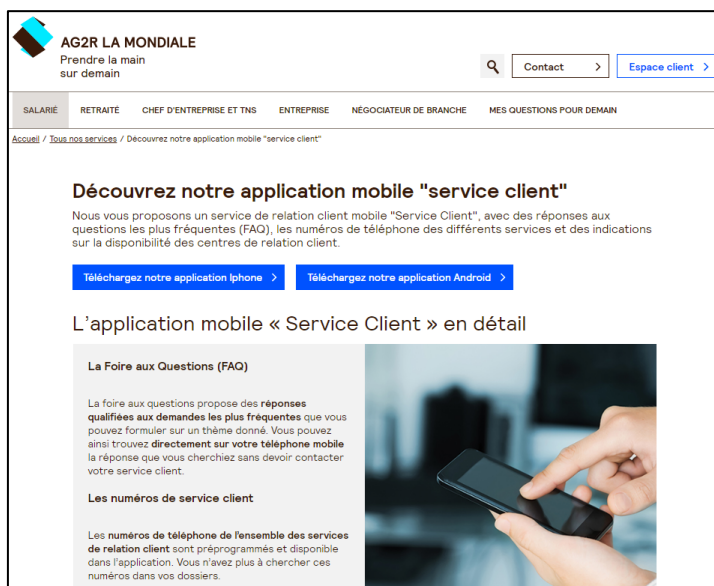 AG2R LA MONDIALE
Prendre la main
sur demain
Contact
Espace client
SALARIÉ RETRAITÉ CHEF D'ENTREPRISE ET TNS ENTREPRISE NÉGOCIATEUR DE BRANCHE MES QUESTIONS POUR DEMAIN
Accueil / Tous nos services / Découvrez notre application mobile "service client"
Découvrez notre application mobile "service client"
Nous vous proposons un service de relation client mobile "Service Client", avec des réponses aux
questions les plus fréquentes (FAQ), les numéros de téléphone des différents services et des indications
sur la disponibilité des centres de relation client.
Téléchargez notre application Iphone
Téléchargez notre application Android
L'application mobile « Service Client » en détail
La Foire aux Questions (FAQ)
La foire aux questions propose des réponses
qualifiées aux demandes les plus fréquentes que vous
pouvez formuler sur un thème donné. Vous pouvez
ainsi trouvez directement sur votre téléphone mobile
la réponse que vous cherchiez sans devoir contacter
votre service client.
Les numéros de service client
Les numéros de téléphone de l'ensemble des services
de relation client sont préprogrammés et disponible
dans l'application. Vous n'avez plus à chercher ces
numéros dans vos dossiers.